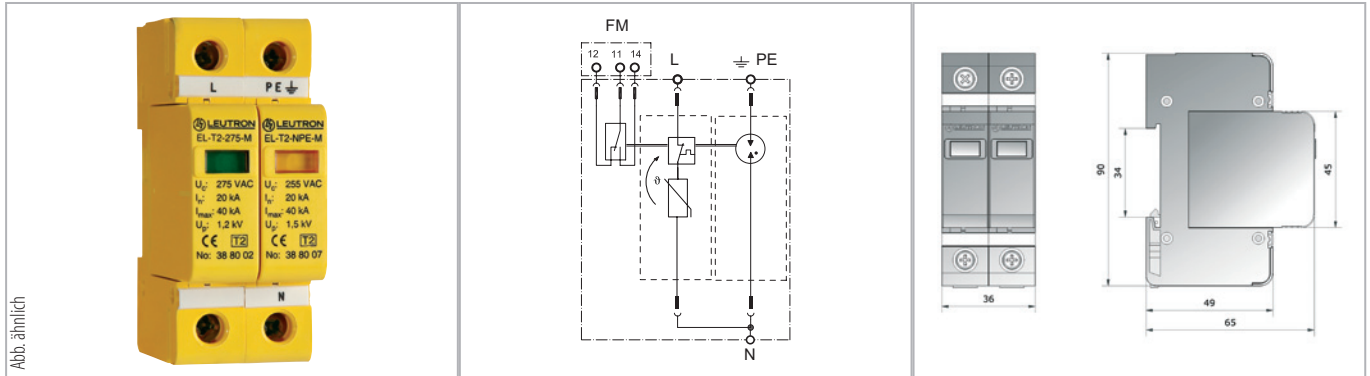 Abb. ähnlich
L PE
LEUTRON LEUTRON
EL-T2-275-M EL-T2-NPE-M
Uc: 275 VAC Uc: 255 VAC
In: 20 kA In: 20 kA
Imax: 40 kA Imax: 40 kA
Up: 1,2 kV Up: 1,5 kV
CE T2 CE T2
No: 38 80 02 No: 38 80 07
N
FM
12 11 14
L PE
ϑ
N
36
90
34
45
49
65